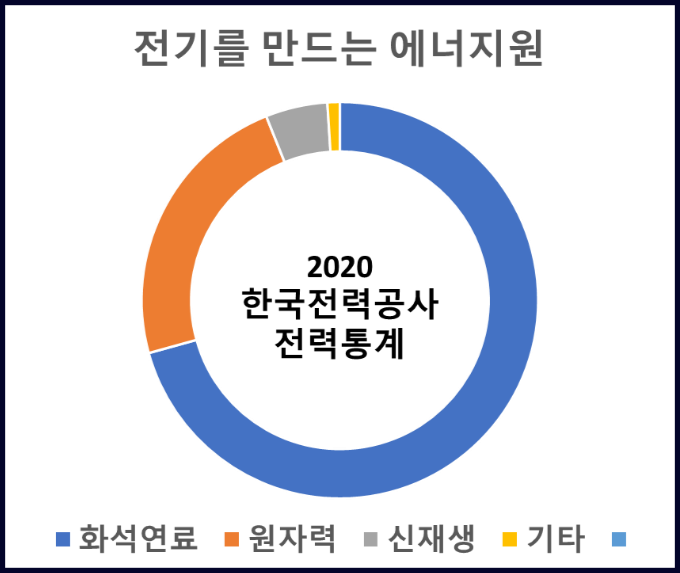 전기를 만드는 에너지원
2020
한국전력공사
전력통계
화석연료 원자력 신재생 기타